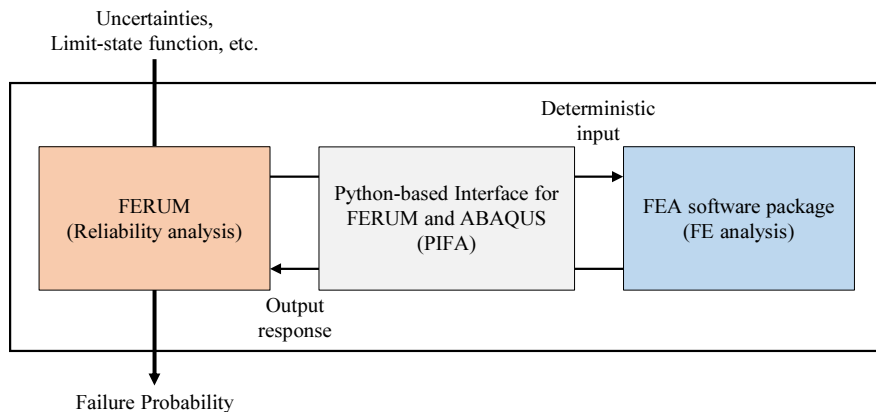 Uncertainties,
Limit-state function, etc.
Deterministic
input
FERUM
(Reliability analysis)
Python-based Interface for
FERUM and ABAQUS
(PIFA)
FEA software package
(FE analysis)
Output
response
Failure Probability